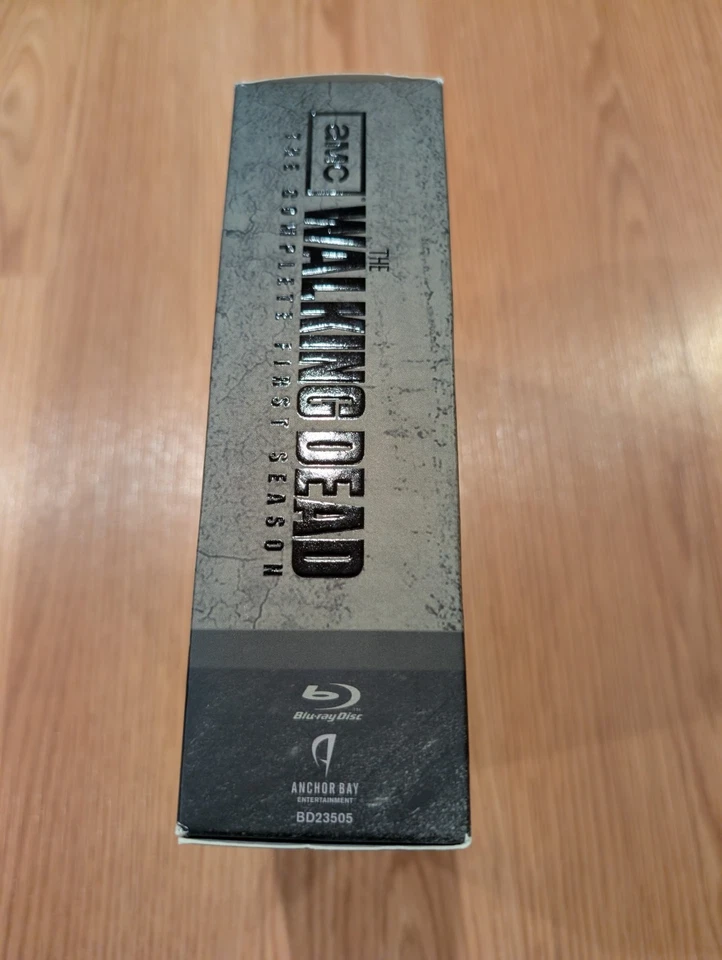 aMC
THE
WALKING DEAD
THE COMPLETE FIRST SEASON
Blu-ray Disc
ANCHOR BAY
ENTERTAINMENT
BD23505